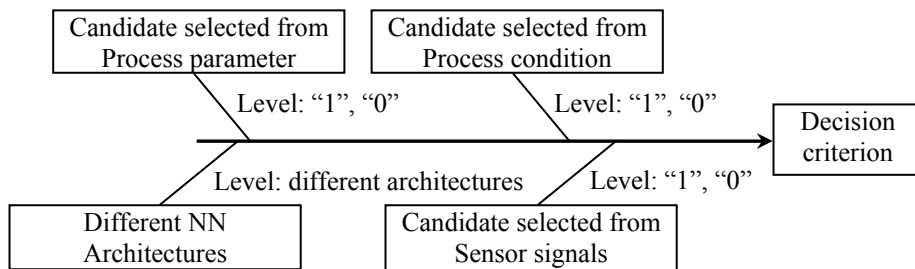 Candidate selected from
Process parameter
Candidate selected from
Process condition
Level: “1”, “0”
Level: “1”, “0”
Decision
criterion
Level: different architectures
Level: “1”, “0”
Different NN
Architectures
Candidate selected from
Sensor signals